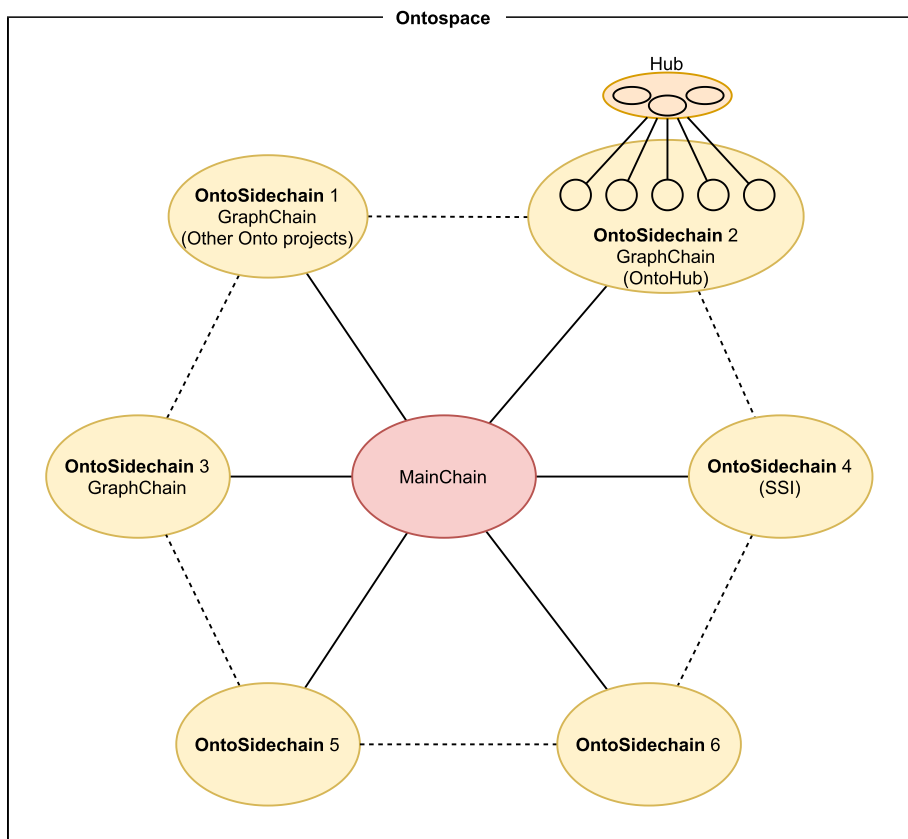 Ontospace
Hub
OntoSidechain 1
GraphChain
(Other Onto projects)
OntoSidechain 2
GraphChain
(OntoHub)
OntoSidechain 3
GraphChain
MainChain
OntoSidechain 4
(SSI)
OntoSidechain 5
OntoSidechain 6